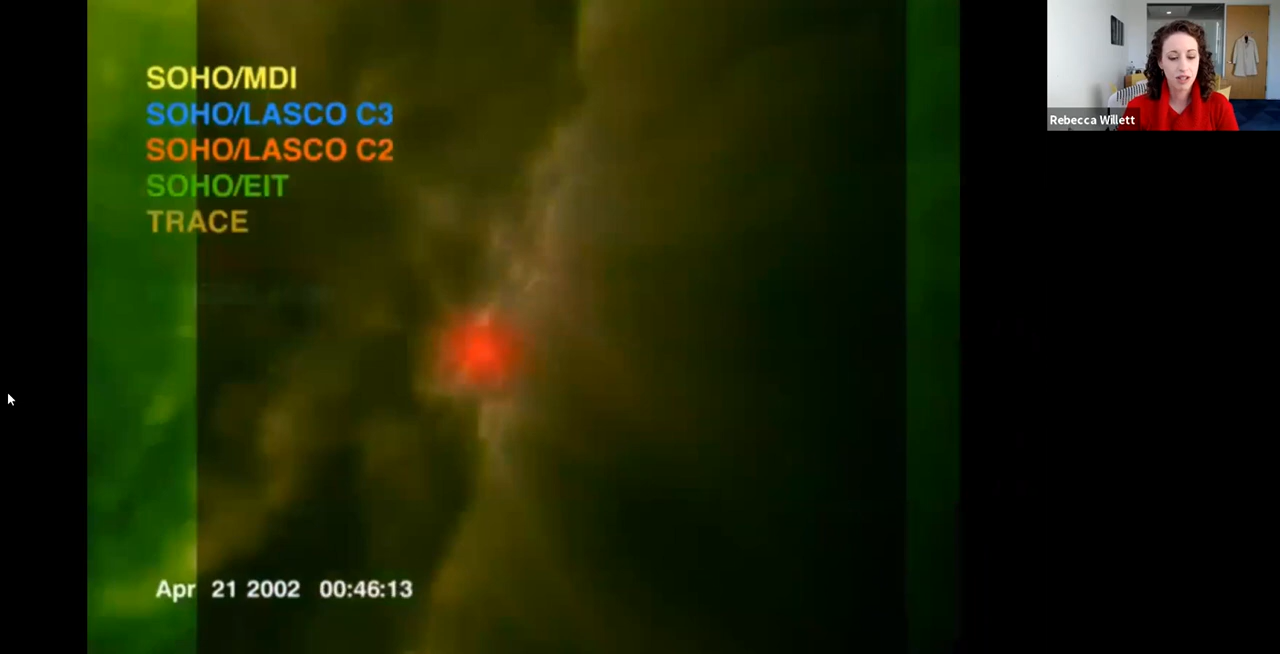 SOHO/MDI
SOHO/LASCO C3
SOHO/LASCO C2
SOHO/EIT
TRACE
Apr 21 2002 00:46:13
Rebecca Willett